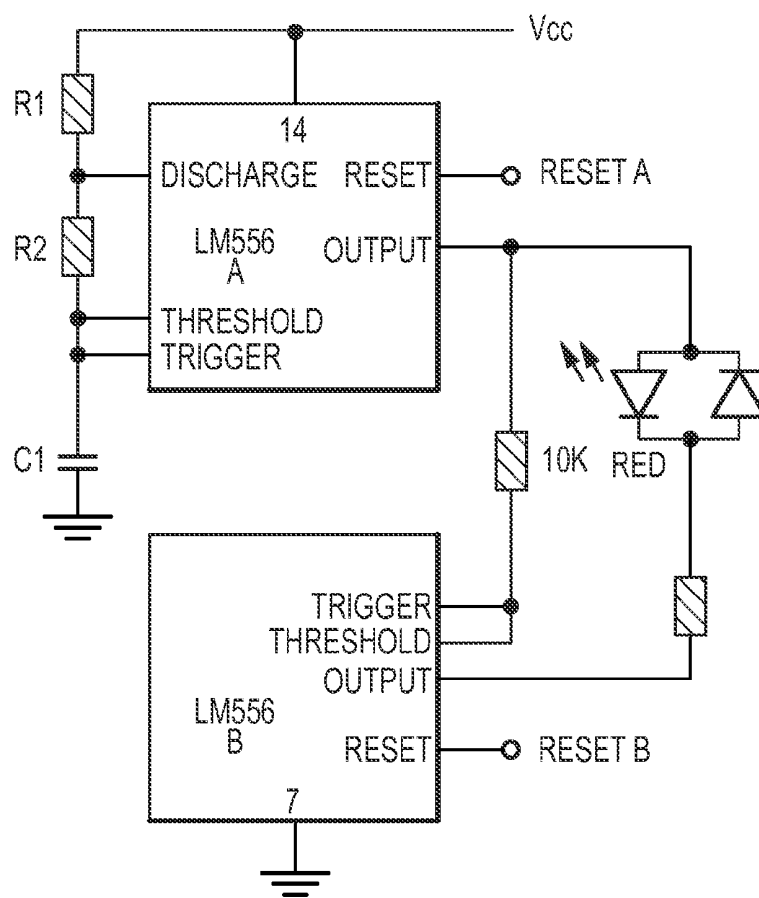 Vcc
R1
14
DISCHARGE
RESET
RESET A
R2
LM556
A
OUTPUT
THRESHOLD
TRIGGER
C1
10K
RED
TRIGGER
THRESHOLD
OUTPUT
LM556
B
RESET
RESET B
7